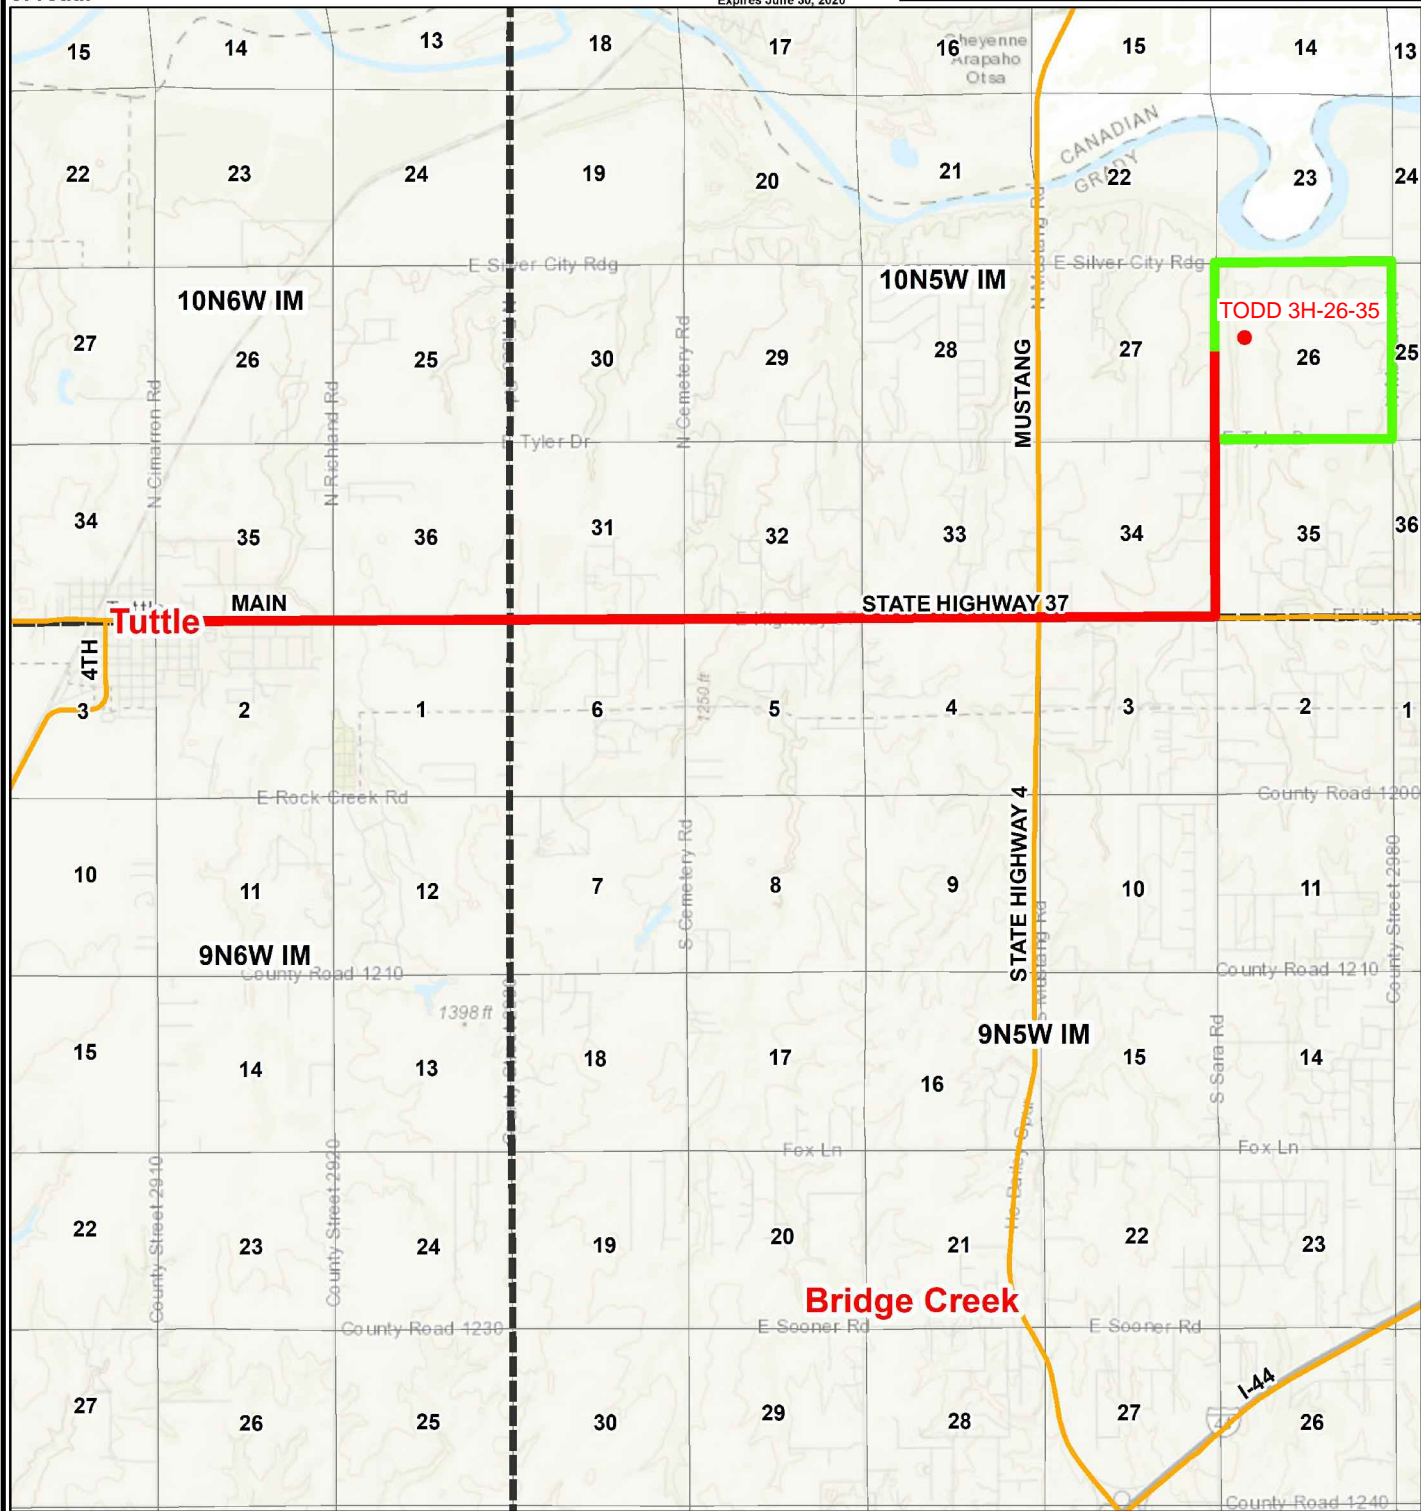 Expires June 30, 2020
15
14
13
18
17
16
15
14
13
Cheyenne
Arapaho
Otsa
CANADIAN
GRADY
22
23
24
19
20
21
22
23
24
E Silver City Rdg
E Silver City Rdg
N Mustang Rd
10N6W IM
10N5W IM
TODD 3H-26-35
27
26
25
30
29
28
27
26
25
MUSTANG
N Cimarron Rd
N Richland Rd
N Cemetery Rd
E Tyler Dr
34
35
36
31
32
33
34
35
36
Tuttle
MAIN
STATE HIGHWAY 37
4TH
3
2
1
6
5
4
3
2
1
1250 ft
E Rock Creek Rd
County Road 1200
STATE HIGHWAY 4
S Cemetery Rd
S Mustang Rd
County Street 2980
10
11
12
7
8
9
10
11
9N6W IM
County Road 1210
County Road 1210
1398 ft
9N5W IM
15
14
13
18
17
16
15
14
S Sara Rd
Fox Ln
Fox Ln
County Street 2910
County Street 2920
22
23
24
19
20
21
22
23
Bridge Creek
County Road 1230
E Sooner Rd
E Sooner Rd
I-44
44
27
26
25
30
29
28
27
26
County Road 1240